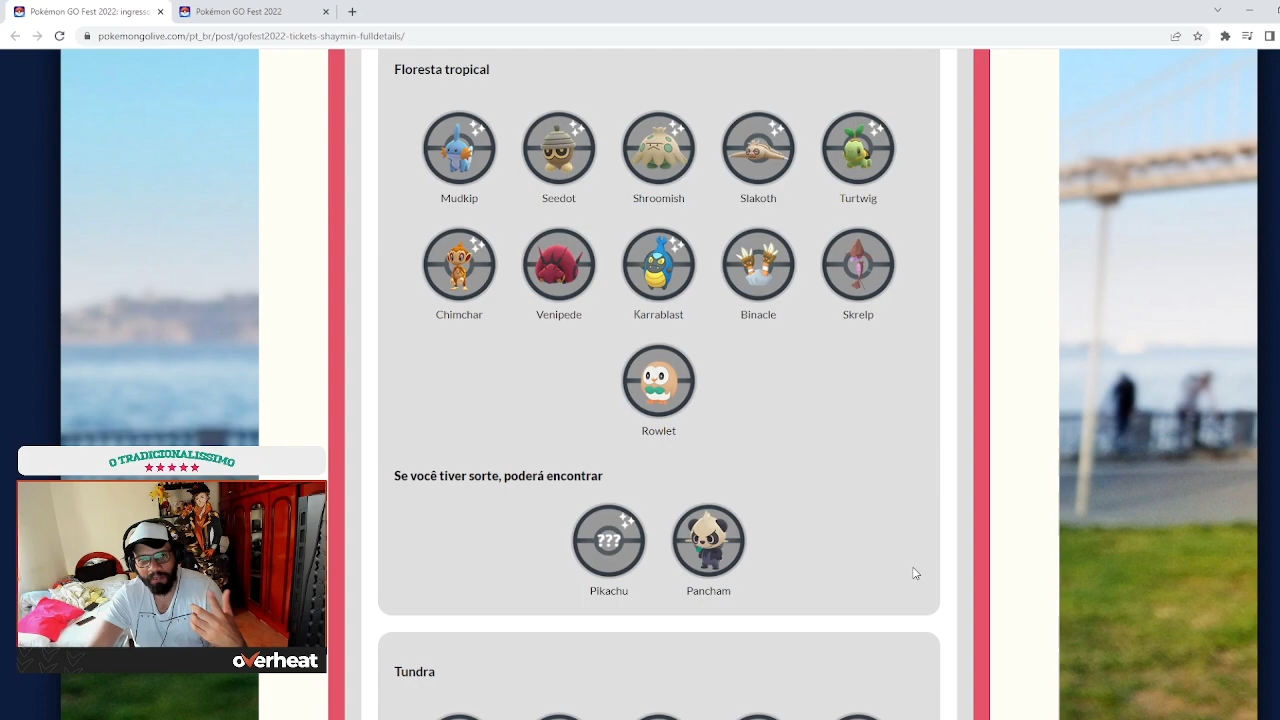 Pokémon GO Fest 2022: ingress
Pokémon GO Fest 2022
pokemongolive.com/pt_br/post/gofest2022-tickets-shaymin-fulldetails/
Floresta tropical
Mudkip Seedot Shroomish Slakoth Turtwig
Chimchar Venipede Karrablast Binacle Skrelp
Rowlet
Se você tiver sorte, poderá encontrar
???
Pikachu Pancham
Tundra
O TRADICIONALISSIMO
overheat